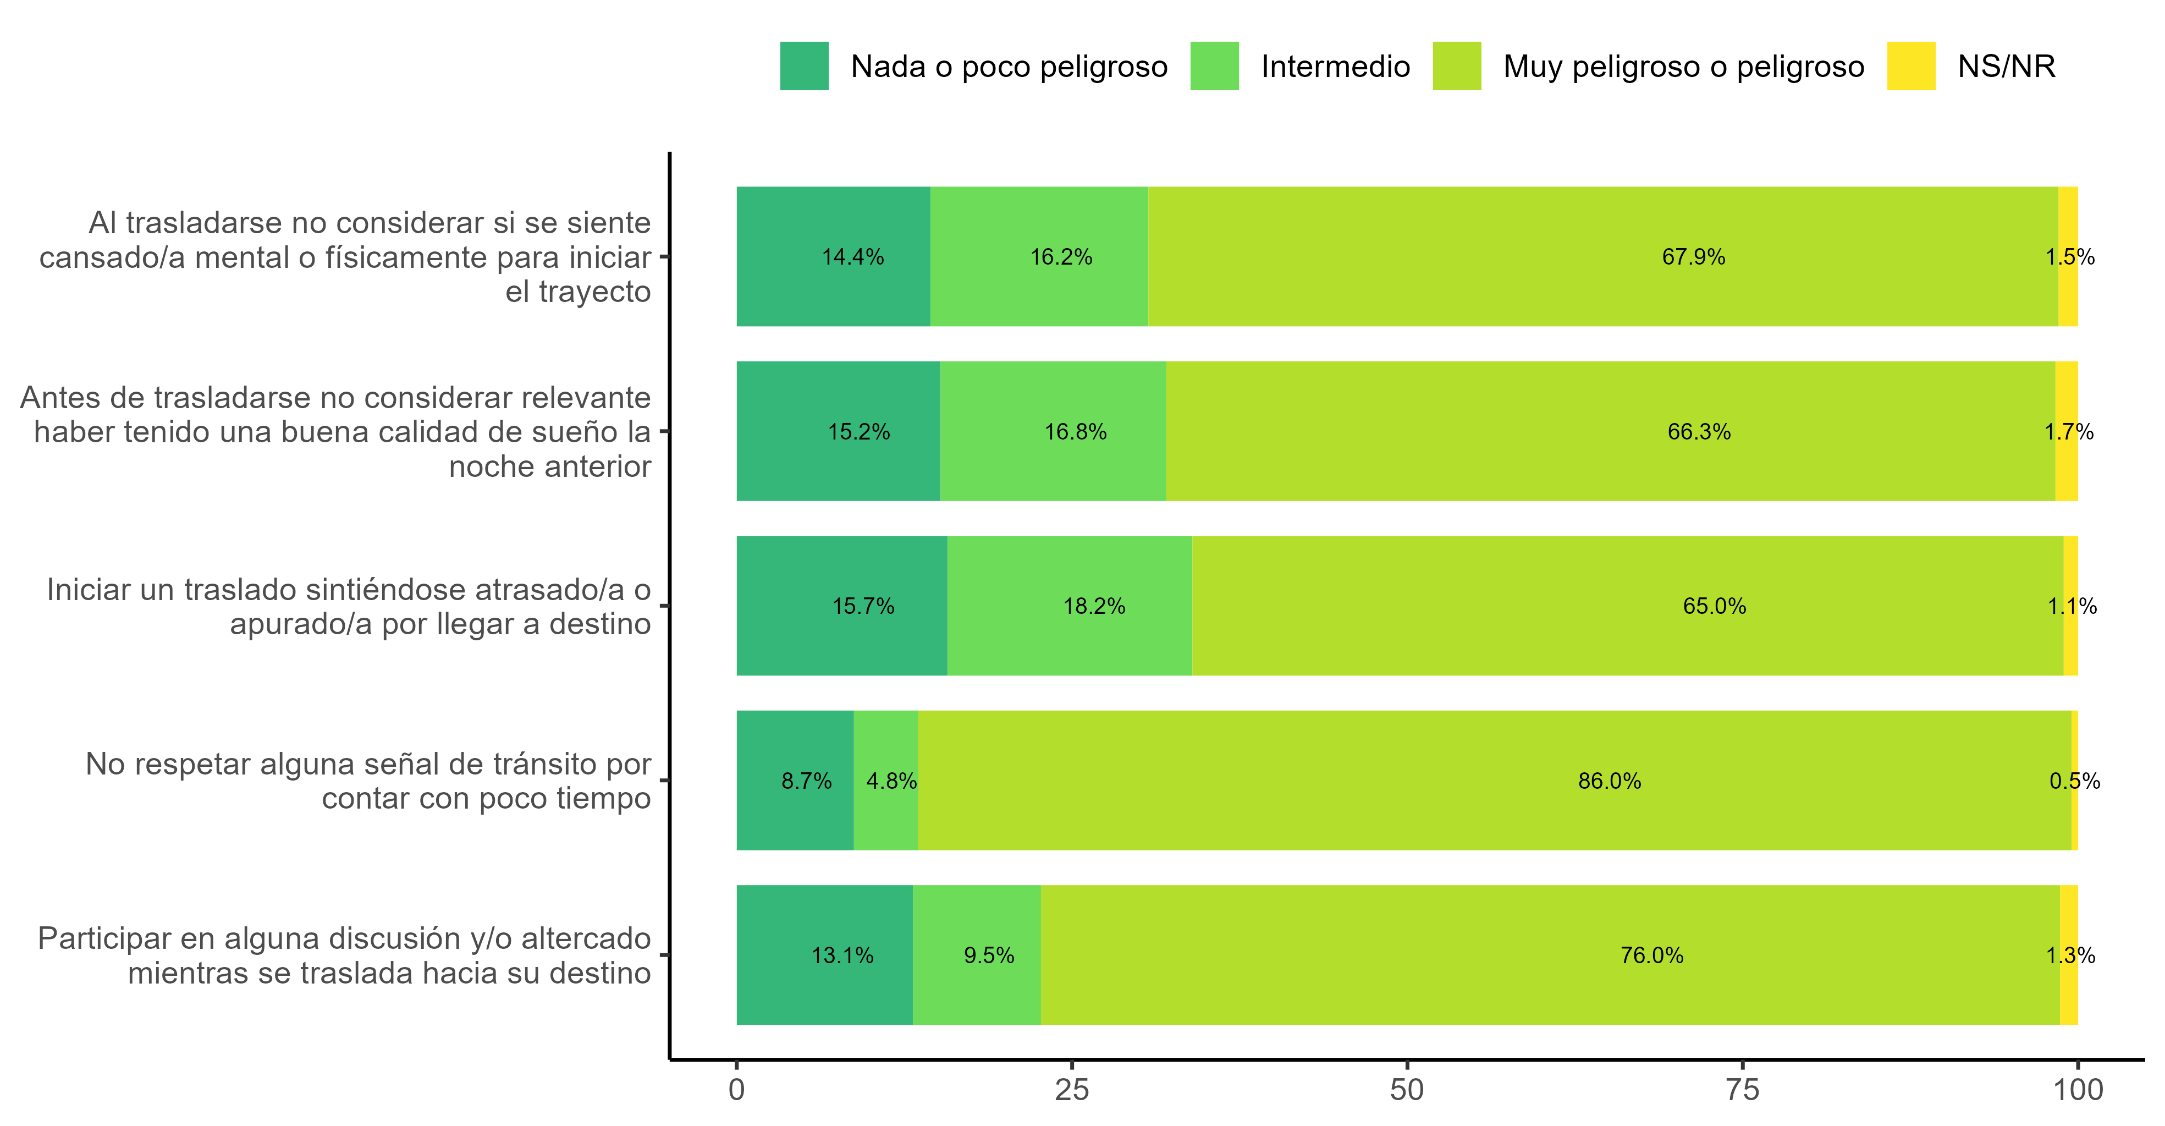 Nada o poco peligroso Intermedio Muy peligroso o peligroso NS/NR
Al trasladarse no considerar si se siente
cansado/a mental o físicamente para iniciar
el trayecto
14.4% 16.2% 67.9% 1.5%
Antes de trasladarse no considerar relevante
haber tenido una buena calidad de sueño la
noche anterior
15.2% 16.8% 66.3% 1.7%
Iniciar un traslado sintiéndose atrasado/a o
apurado/a por llegar a destino
15.7% 18.2% 65.0% 1.1%
No respetar alguna señal de tránsito por
contar con poco tiempo
8.7% 4.8% 86.0% 0.5%
Participar en alguna discusión y/o altercado
mientras se traslada hacia su destino
13.1% 9.5% 76.0% 1.3%
0 25 50 75 100